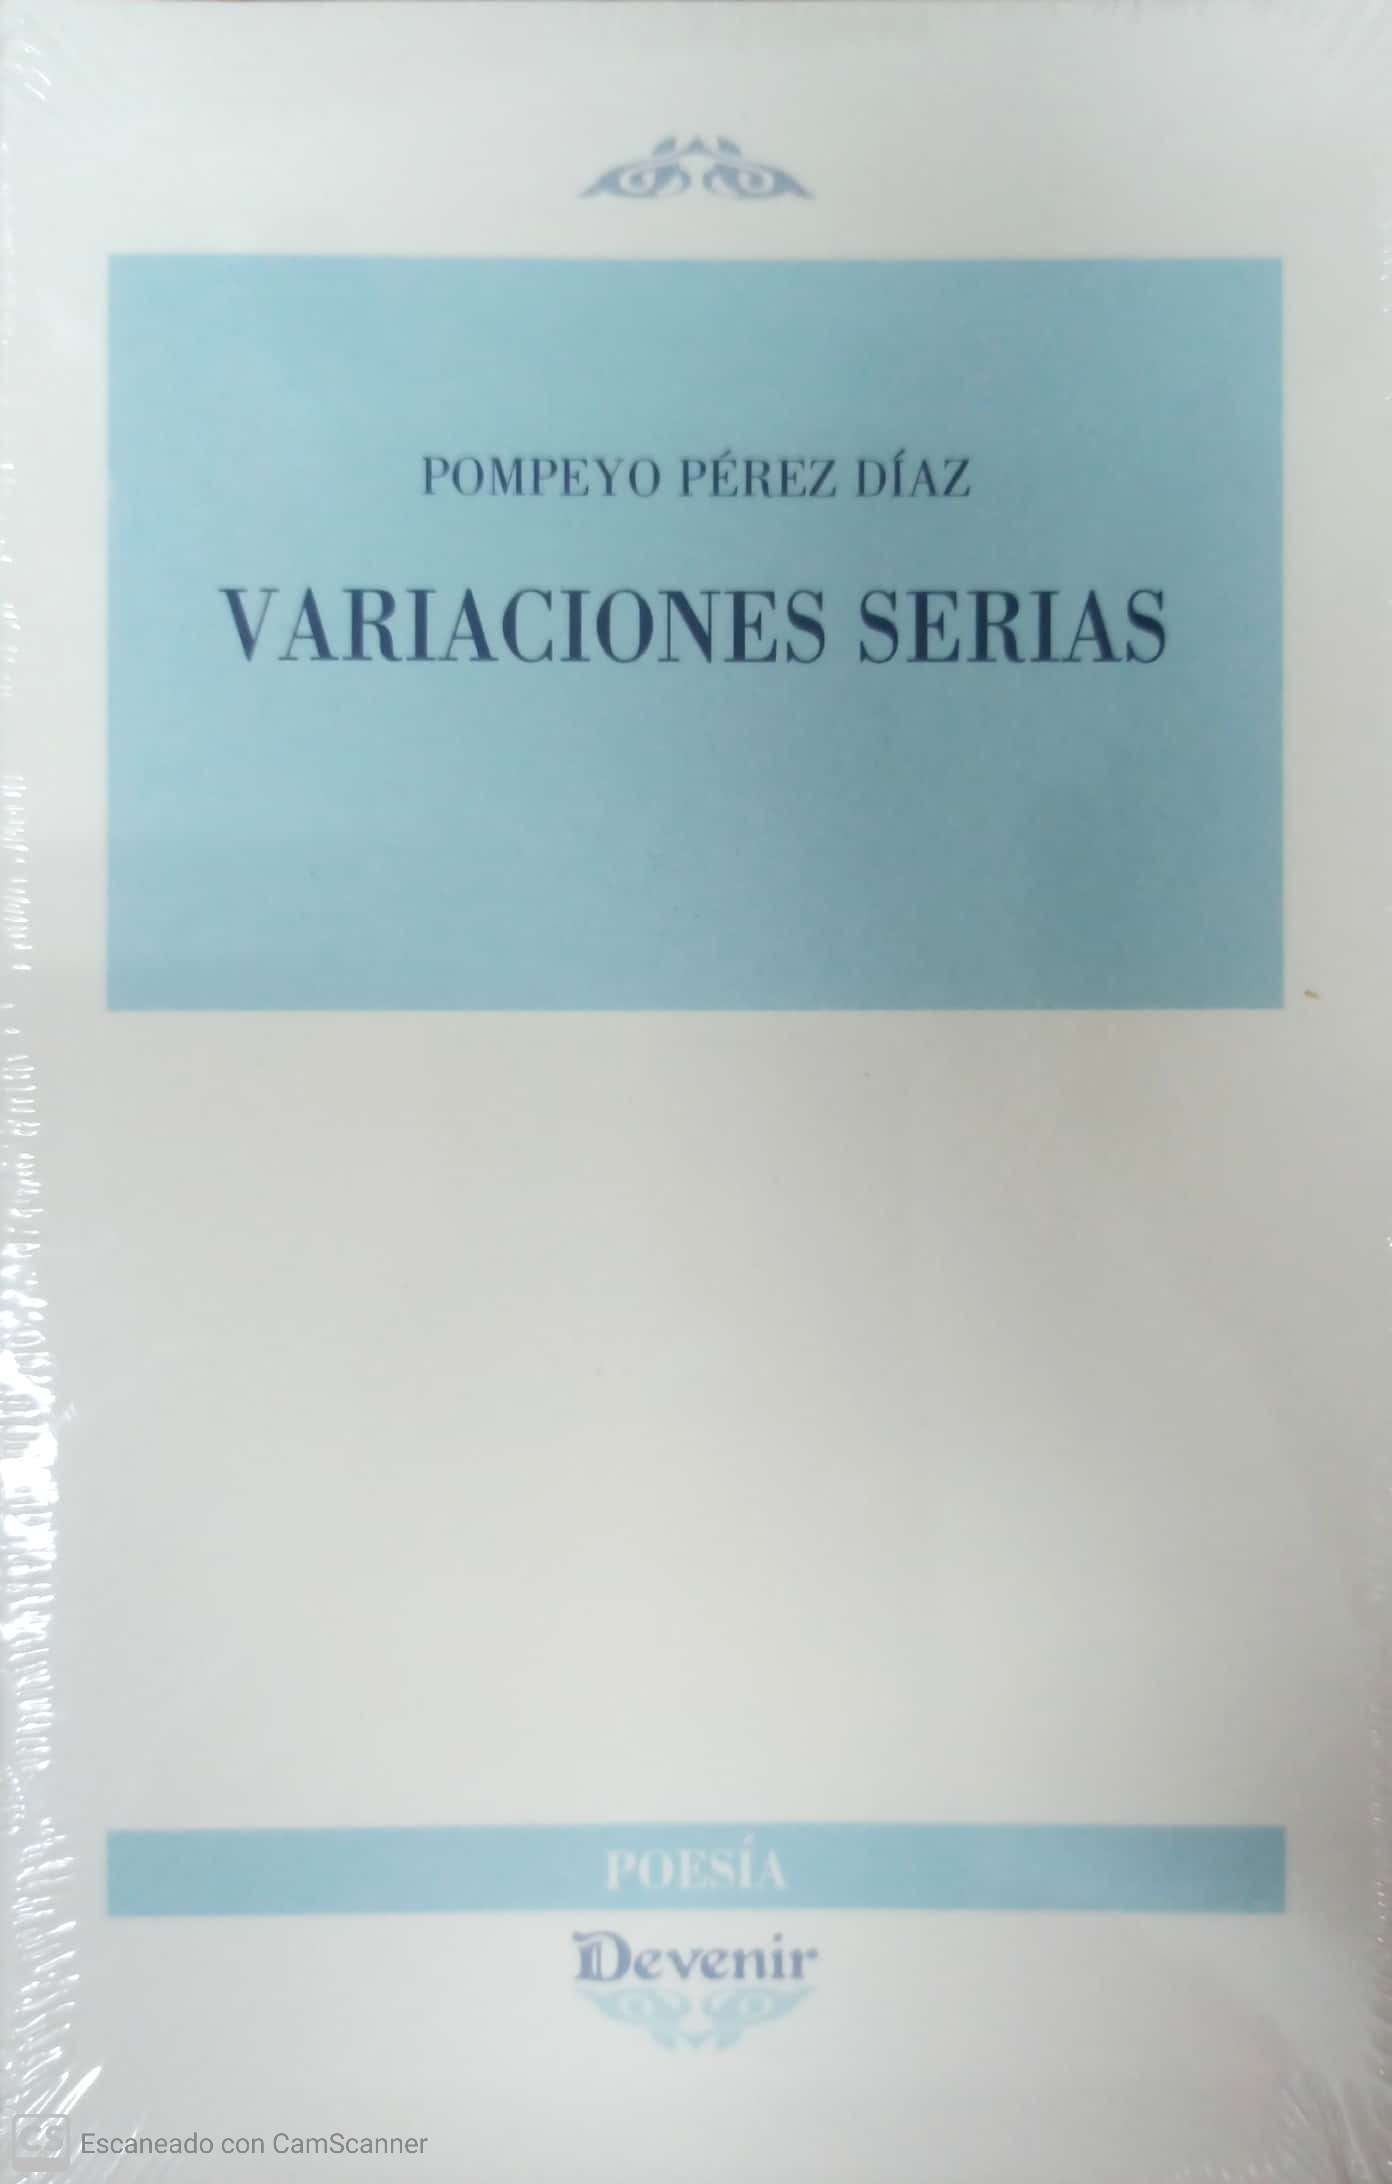 POMPEYO PÉREZ DÍAZ
VARIACIONES SERIAS
POESÍA
Devenir
CS Escaneado con CamScanner